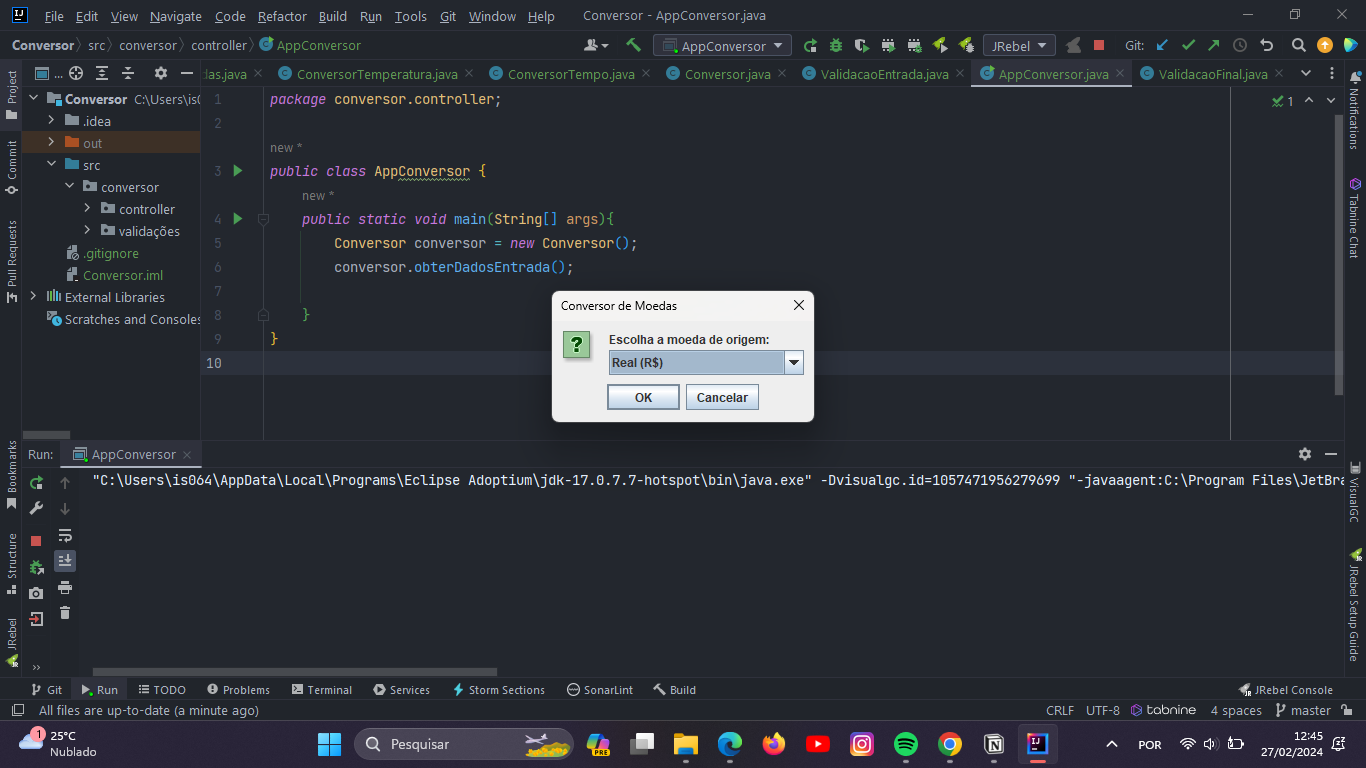 File Edit View Navigate Code Refactor Build Run Tools Git Window Help Conversor - AppConversor.java
Conversor src conversor controller AppConversor AppConversor JRebel Git:
Project ... das.java ConversorTemperatura.java ConversorTempo.java Conversor.java ValidacaoEntrada.java AppConversor.java ValidacaoFinal.java
Conversor C:\Users\is0
.idea
out
src
conversor
controller
validações
.gitignore
Conversor.iml
External Libraries
Scratches and Consoles
1 package conversor.controller;
2
new *
3 public class AppConversor {
new *
4 public static void main(String[] args){
5 Conversor conversor = new Conversor();
6 conversor.obterDadosEntrada();
7
8 }
9 }
10
1
Conversor de Moedas
Escolha a moeda de origem:
Real (R$)
OK Cancelar
Commit
Pull Requests
Bookmarks
Structure
JRebel
Notifications
Tabnine Chat
VisualGC
JRebel Setup Guide
Run: AppConversor
"C:\Users\is064\AppData\Local\Programs\Eclipse Adoptium\jdk-17.0.7.7-hotspot\bin\java.exe" -Dvisualgc.id=1057471956279699 "-javaagent:C:\Program Files\JetBra
Git Run TODO Problems Terminal Services Storm Sections SonarLint Build JRebel Console
All files are up-to-date (a minute ago) CRLF UTF-8 tabnine 4 spaces master
1 25°C
Nublado
Pesquisar
PRE
POR
12:45
27/02/2024